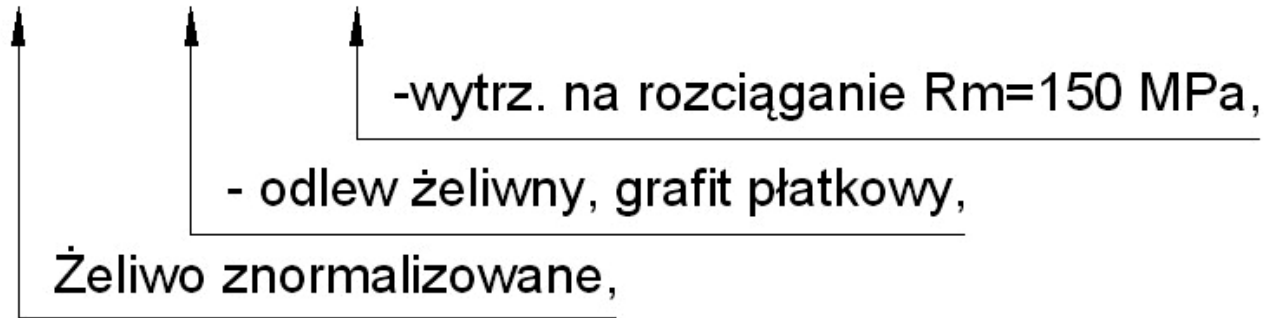 -wytrz. na rozciąganie Rm=150 MPa,
- odlew żeliwny, grafit płatkowy,
Żeliwo znormalizowane,